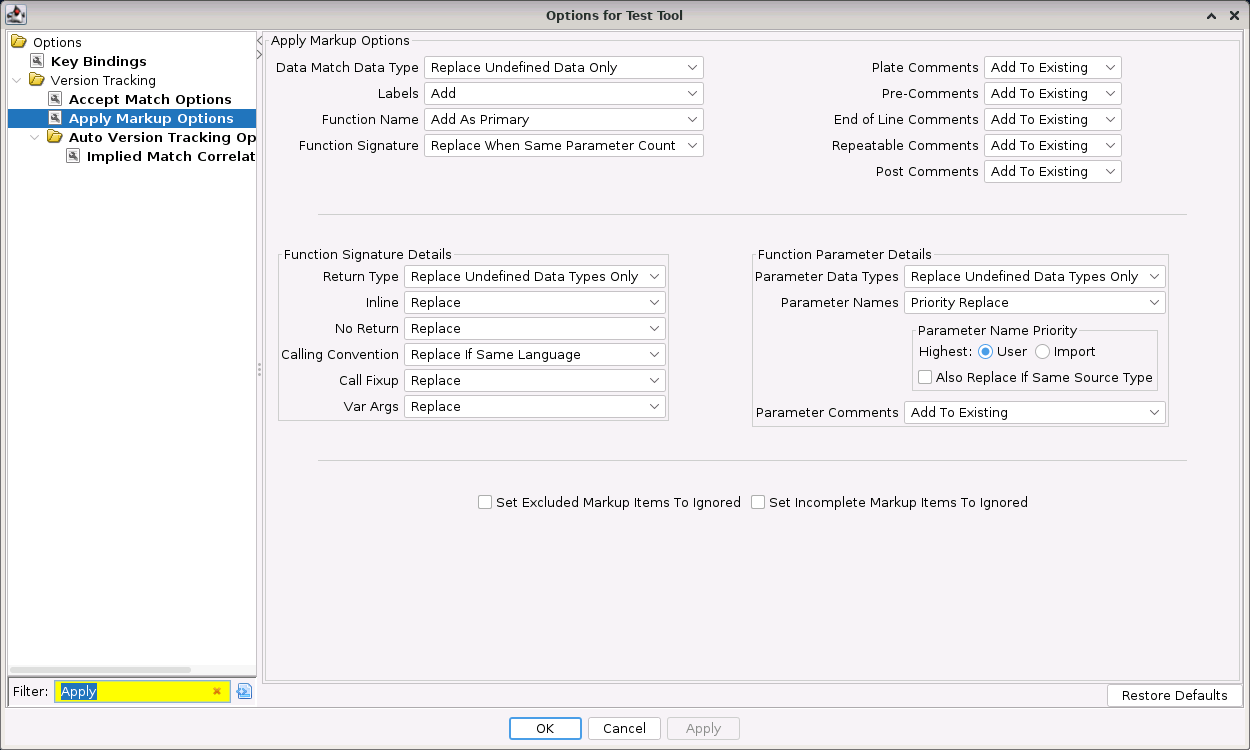 Options for Test Tool
Options
Key Bindings
Version Tracking
Accept Match Options
Apply Markup Options
Auto Version Tracking Op
Implied Match Correlat
Filter: Apply
Apply Markup Options
Data Match Data Type Replace Undefined Data Only
Labels Add
Function Name Add As Primary
Function Signature Replace When Same Parameter Count
Plate Comments Add To Existing
Pre-Comments Add To Existing
End of Line Comments Add To Existing
Repeatable Comments Add To Existing
Post Comments Add To Existing
Function Signature Details
Return Type Replace Undefined Data Types Only
Inline Replace
No Return Replace
Calling Convention Replace If Same Language
Call Fixup Replace
Var Args Replace
Function Parameter Details
Parameter Data Types Replace Undefined Data Types Only
Parameter Names Priority Replace
Parameter Name Priority
Highest: User Import
Also Replace If Same Source Type
Parameter Comments Add To Existing
Set Excluded Markup Items To Ignored Set Incomplete Markup Items To Ignored
Restore Defaults
OK Cancel Apply